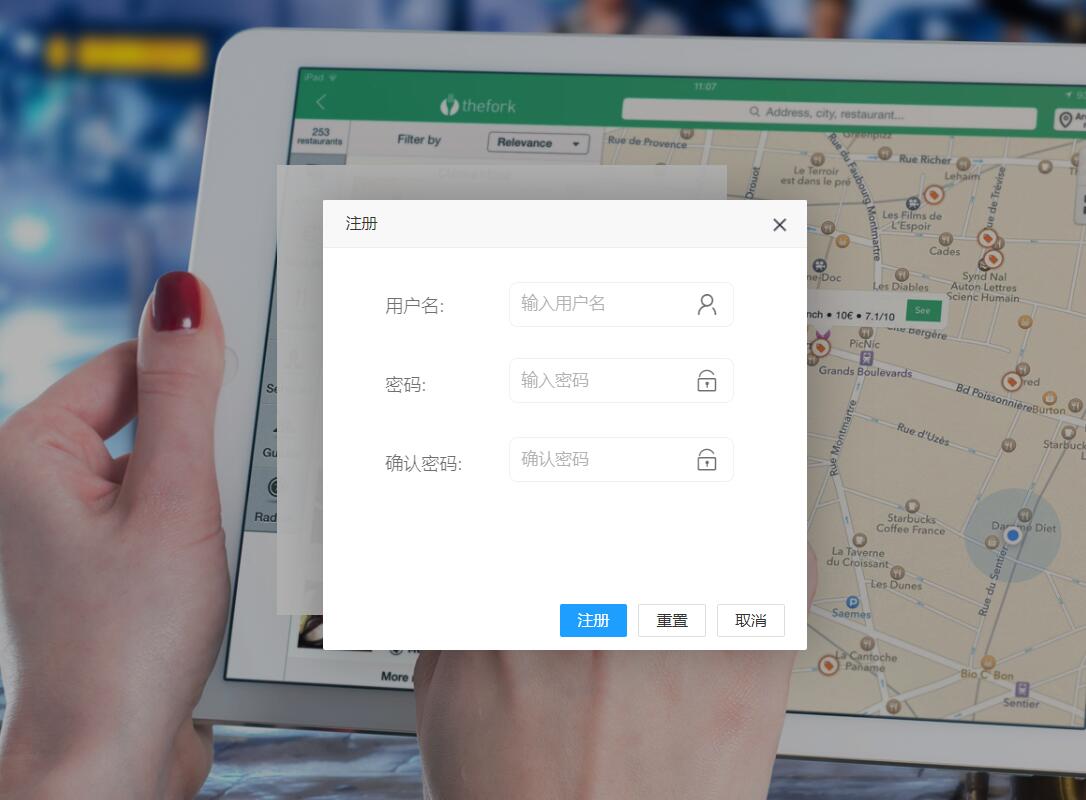 iPad
11:07
thefork
Address, city, restaurant...
253
restaurants
Filter by
Relevance
Rue de Provence
Greenpizz
Rue Richer
Le Terroir
est dans le pré
Lehaim
Rue du Faubourg Montmartre
Rue de Trévise
Drouot
Les Films de
L'Espoir
Cades
Synd Nal
Auton Lettres
Scienc Humain
Les Diables
nch • 10€ • 7.1/10
See
Cité Bergère
PicNic
Grands Boulevards
Bd Poissonnière
Burton
Rue d'Uzès
Rue Montmartre
Starbucks
Coffee France
Darama Diet
La Taverne
du Croissant
Les Dunes
Rue du Sentier
Saemes
La Cantoche
Paname
Bio C' Bon
Sentier
More
注册
用户名:
输入用户名
密码:
输入密码
确认密码:
确认密码
注册
重置
取消